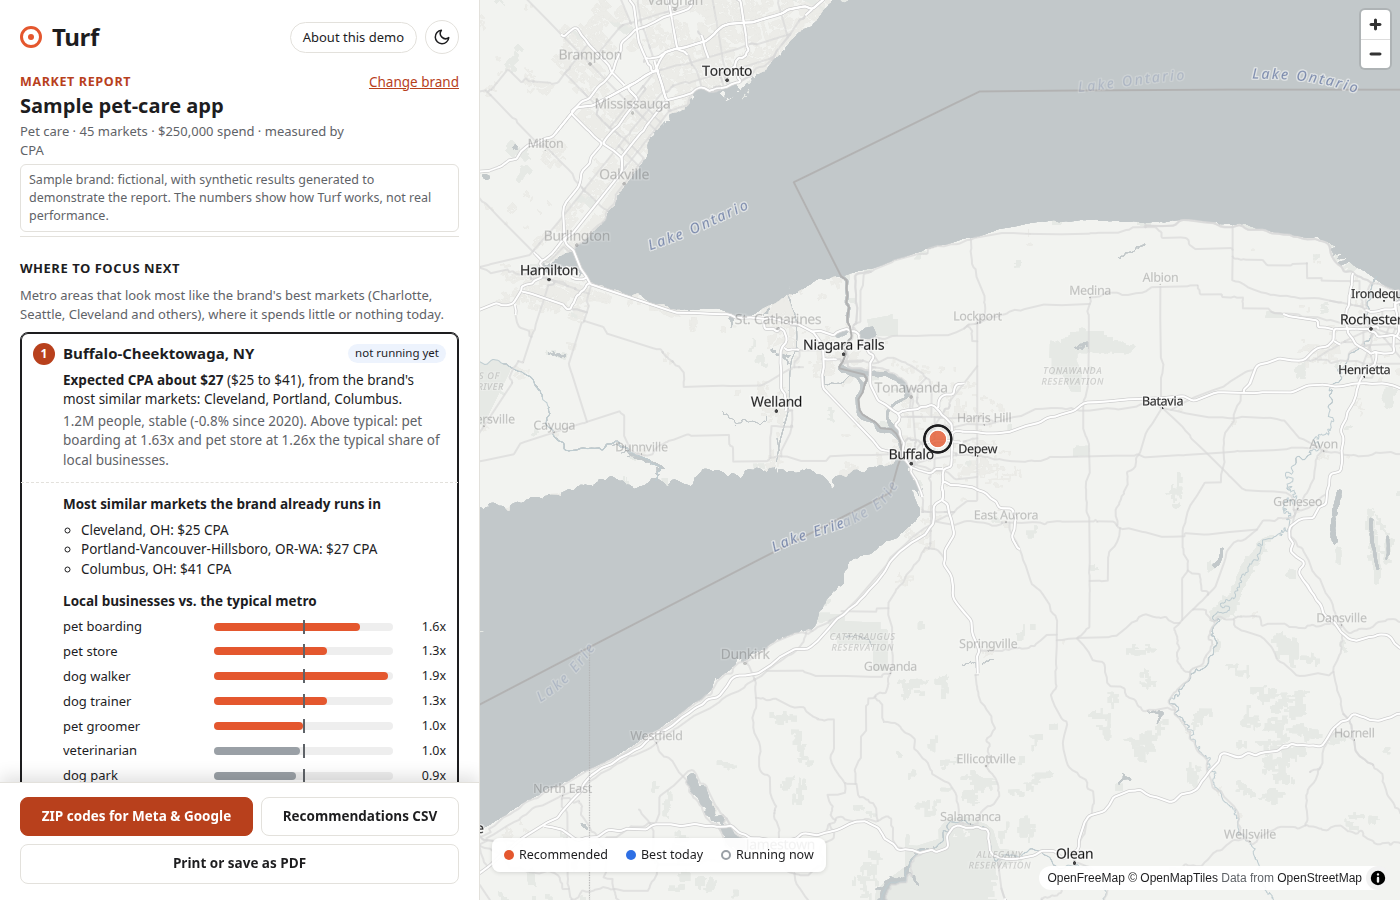 Turf
About this demo
MARKET REPORT
Change brand
Sample pet-care app
Pet care · 45 markets · $250,000 spend · measured by
CPA
Sample brand: fictional, with synthetic results generated to
demonstrate the report. The numbers show how Turf works, not real
performance.
WHERE TO FOCUS NEXT
Metro areas that look most like the brand's best markets (Charlotte,
Seattle, Cleveland and others), where it spends little or nothing today.
1
Buffalo-Cheektowaga, NY
not running yet
Expected CPA about $27 ($25 to $41), from the brand's
most similar markets: Cleveland, Portland, Columbus.
1.2M people, stable (-0.8% since 2020). Above typical: pet
boarding at 1.63x and pet store at 1.26x the typical share of
local businesses.
Most similar markets the brand already runs in
Cleveland, OH: $25 CPA
Portland-Vancouver-Hillsboro, OR-WA: $27 CPA
Columbus, OH: $41 CPA
Local businesses vs. the typical metro
pet boarding 1.6x
pet store 1.3x
dog walker 1.9x
dog trainer 1.3x
pet groomer 1.0x
veterinarian 1.0x
dog park 0.9x
ZIP codes for Meta & Google
Recommendations CSV
Print or save as PDF
Vaughan
Brampton
Toronto
Mississauga
Lake Ontario
Lake Ontario
Milton
Oakville
Lake Ontario
Burlington
Hamilton
Albion
Medina
Irondequ
Lockport
St. Catharines
Rochester
Niagara Falls
Henrietta
TONAWANDA
RESERVATION
Tonawanda
Welland
Batavia
Harris Hill
Cayuga
Dunnville
Buffalo
Depew
Avon
Geneseo
East Aurora
Lake Erie
Lake Erie
Dansville
CATTARAUGUS
RESERVATION
Springville
Dunkirk
Gowanda
Lake Erie
Westfield
Hornell
Ellicottville
North East
Salamanca
Wellsville
Jamestown
ALLEGANY
RESERVATION
Olean
Recommended
Best today
Running now
OpenFreeMap © OpenMapTiles Data from OpenStreetMap